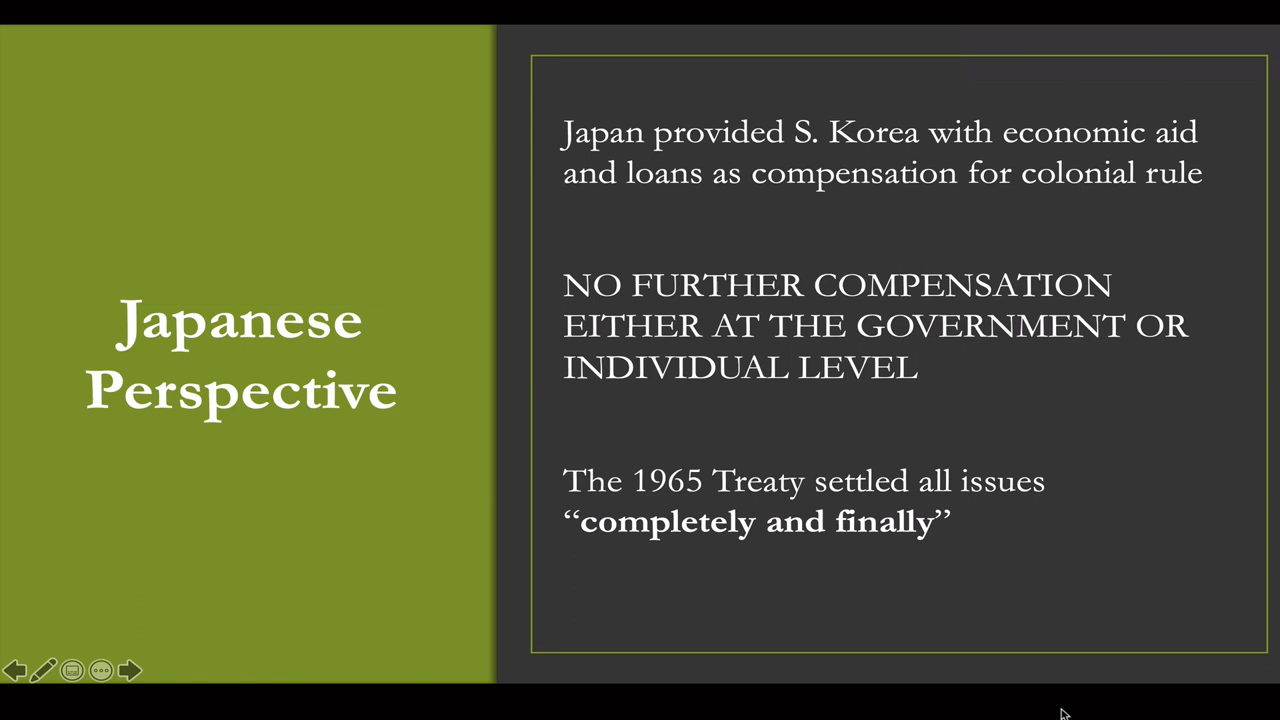 Japanese
Perspective
Japan provided S. Korea with economic aid
and loans as compensation for colonial rule
NO FURTHER COMPENSATION
EITHER AT THE GOVERNMENT OR
INDIVIDUAL LEVEL
The 1965 Treaty settled all issues
“completely and finally”